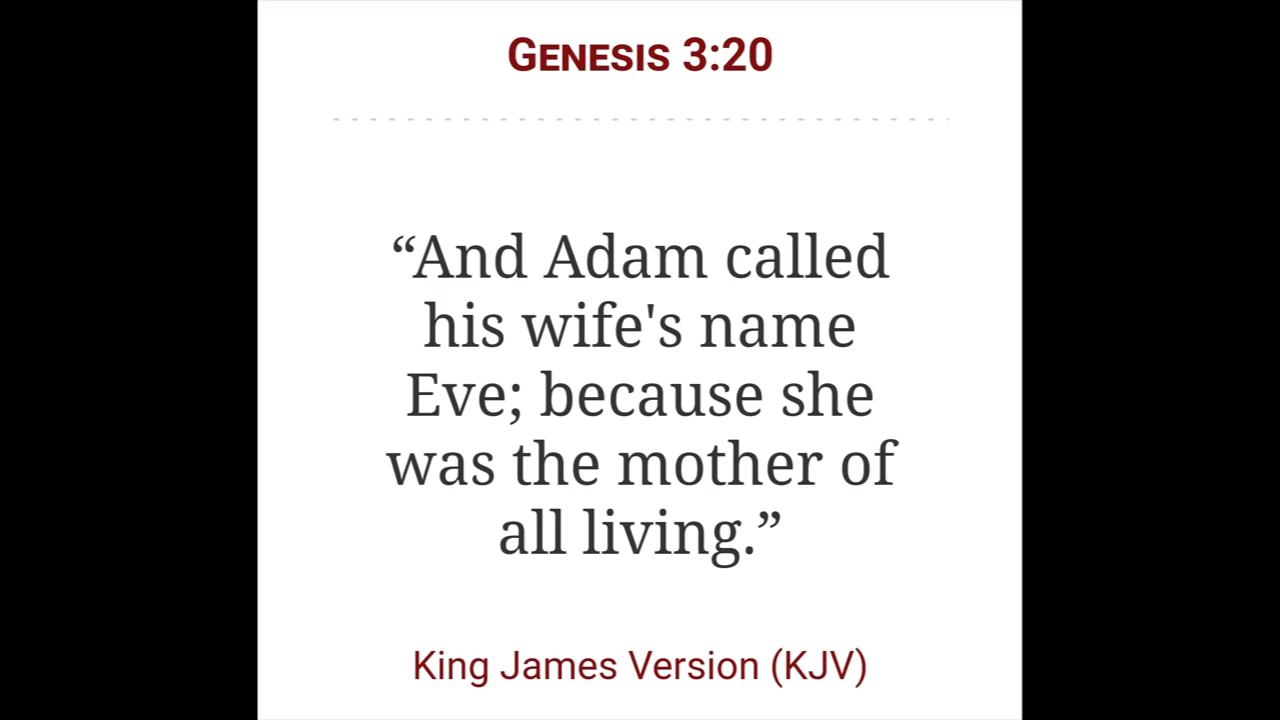 GENESIS 3:20
“And Adam called
his wife's name
Eve; because she
was the mother of
all living.”
King James Version (KJV)